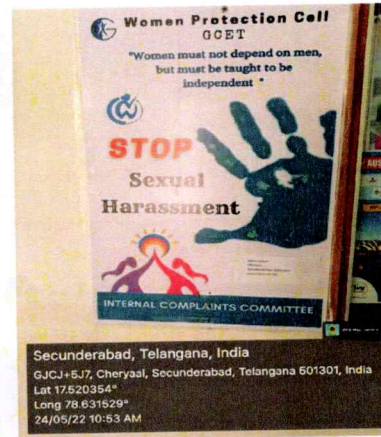 Women Protection Cell
GCET
"Women must not depend on men,
but must be taught to be
independent "
STOP
Sexual
Harassment
INTERNAL COMPLAINTS COMMITTEE
AUS
Secunderabad, Telangana, India
GJCJ+5J7, Cheryaal, Secunderabad, Telangana 501301, India
Lat 17.520354°
Long 78.631529°
24/05/22 10:53 AM